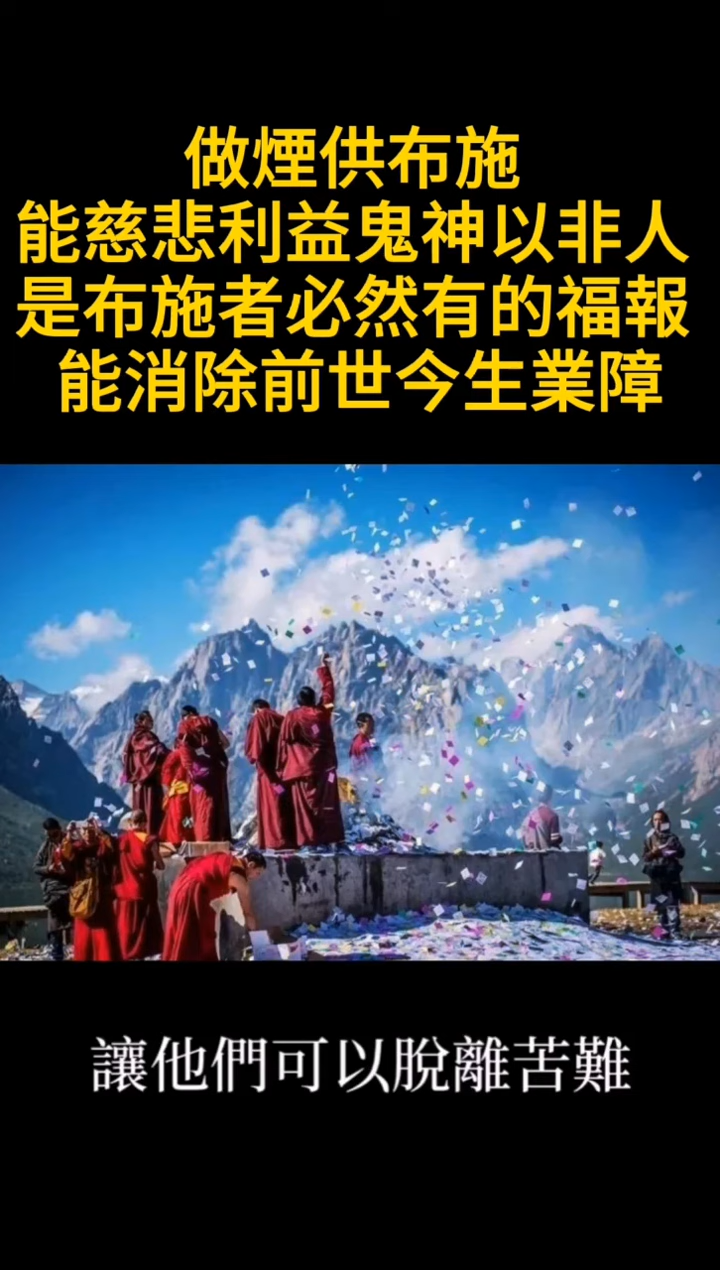 做煙供布施
能慈悲利益鬼神以非人
是布施者必然有的福報
能消除前世今生業障
讓他們可以脫離苦難